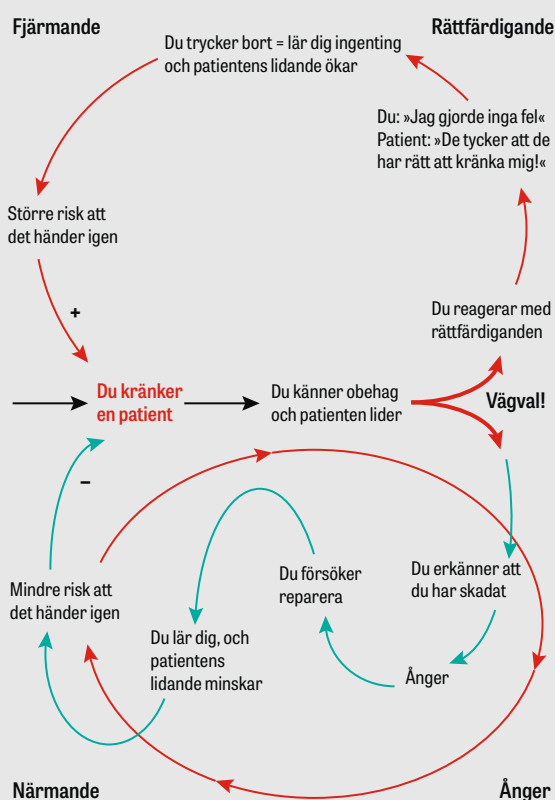 Fjärmande
Rättfärdigande
Du trycker bort = lär dig ingenting
och patientens lidande ökar
Du: »Jag gjorde inga fel«
Patient: »De tycker att de
har rätt att kränka mig!«
Större risk att
det händer igen
+
Du reagerar med
rättfärdiganden
Du kränker
en patient
Du känner obehag
och patienten lider
Vägval!
–
Mindre risk att
det händer igen
Du lär dig, och
patientens
lidande minskar
Du försöker
reparera
Du erkänner att
du har skadat
Ånger
Närmande
Ånger